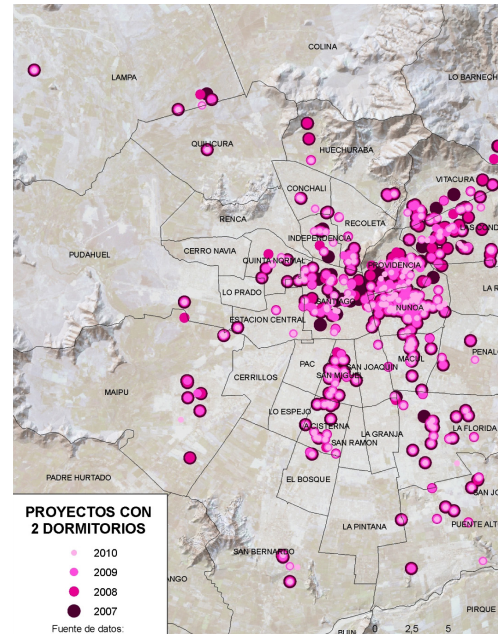 COLINA
LAMPA
LO BARNECH
QUILICURA
HUECHURABA
VITACURA
CONCHALI
RENCA
RECOLETA
LAS COND
INDEPENDENCIA
CERRO NAVIA
PUDAHUEL
QUINTA NORMAL
PROVIDENCIA
LO PRADO
LA R
SANTIAGO
ÑUÑOA
ESTACION CENTRAL
PAC
SAN JOAQUIN
MACUL
PENALO
CERRILLOS
SAN MIGUEL
MAIPU
LO ESPEJO
LA CISTERNA
LA GRANJA
LA FLORIDA
SAN RAMON
PADRE HURTADO
EL BOSQUE
SAN JO
LA PINTANA
PUENTE ALT
SAN BERNARDO
ANGO
PIRQUE
BUIN
0 2,5 5
PROYECTOS CON
2 DORMITORIOS
2010
2009
2008
2007
Fuente de datos: